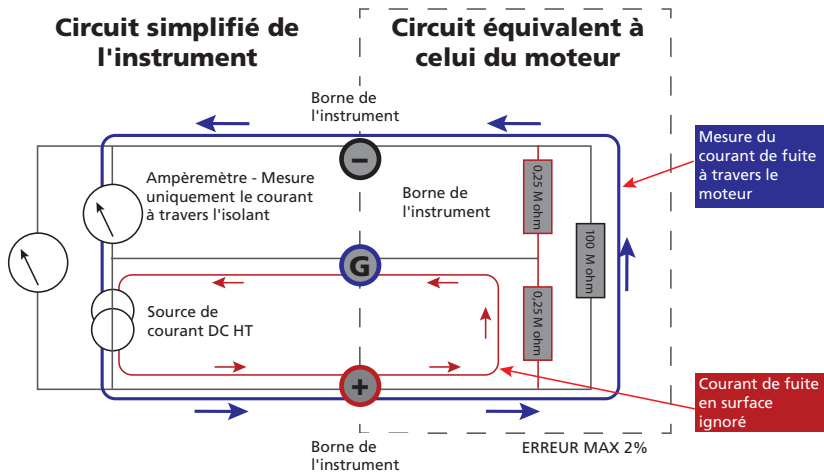 Circuit simplifié de
l'instrument
Circuit équivalent à
celui du moteur
Borne de
l'instrument
−
Mesure du
courant de fuite
à travers le
moteur
Ampèremètre - Mesure
uniquement le courant
à travers l'isolant
Borne de
l'instrument
0,25 M ohm
100 M ohm
G
Source de
courant DC HT
0,25 M ohm
+
Courant de fuite
en surface
ignoré
Borne de
l'instrument
ERREUR MAX 2%